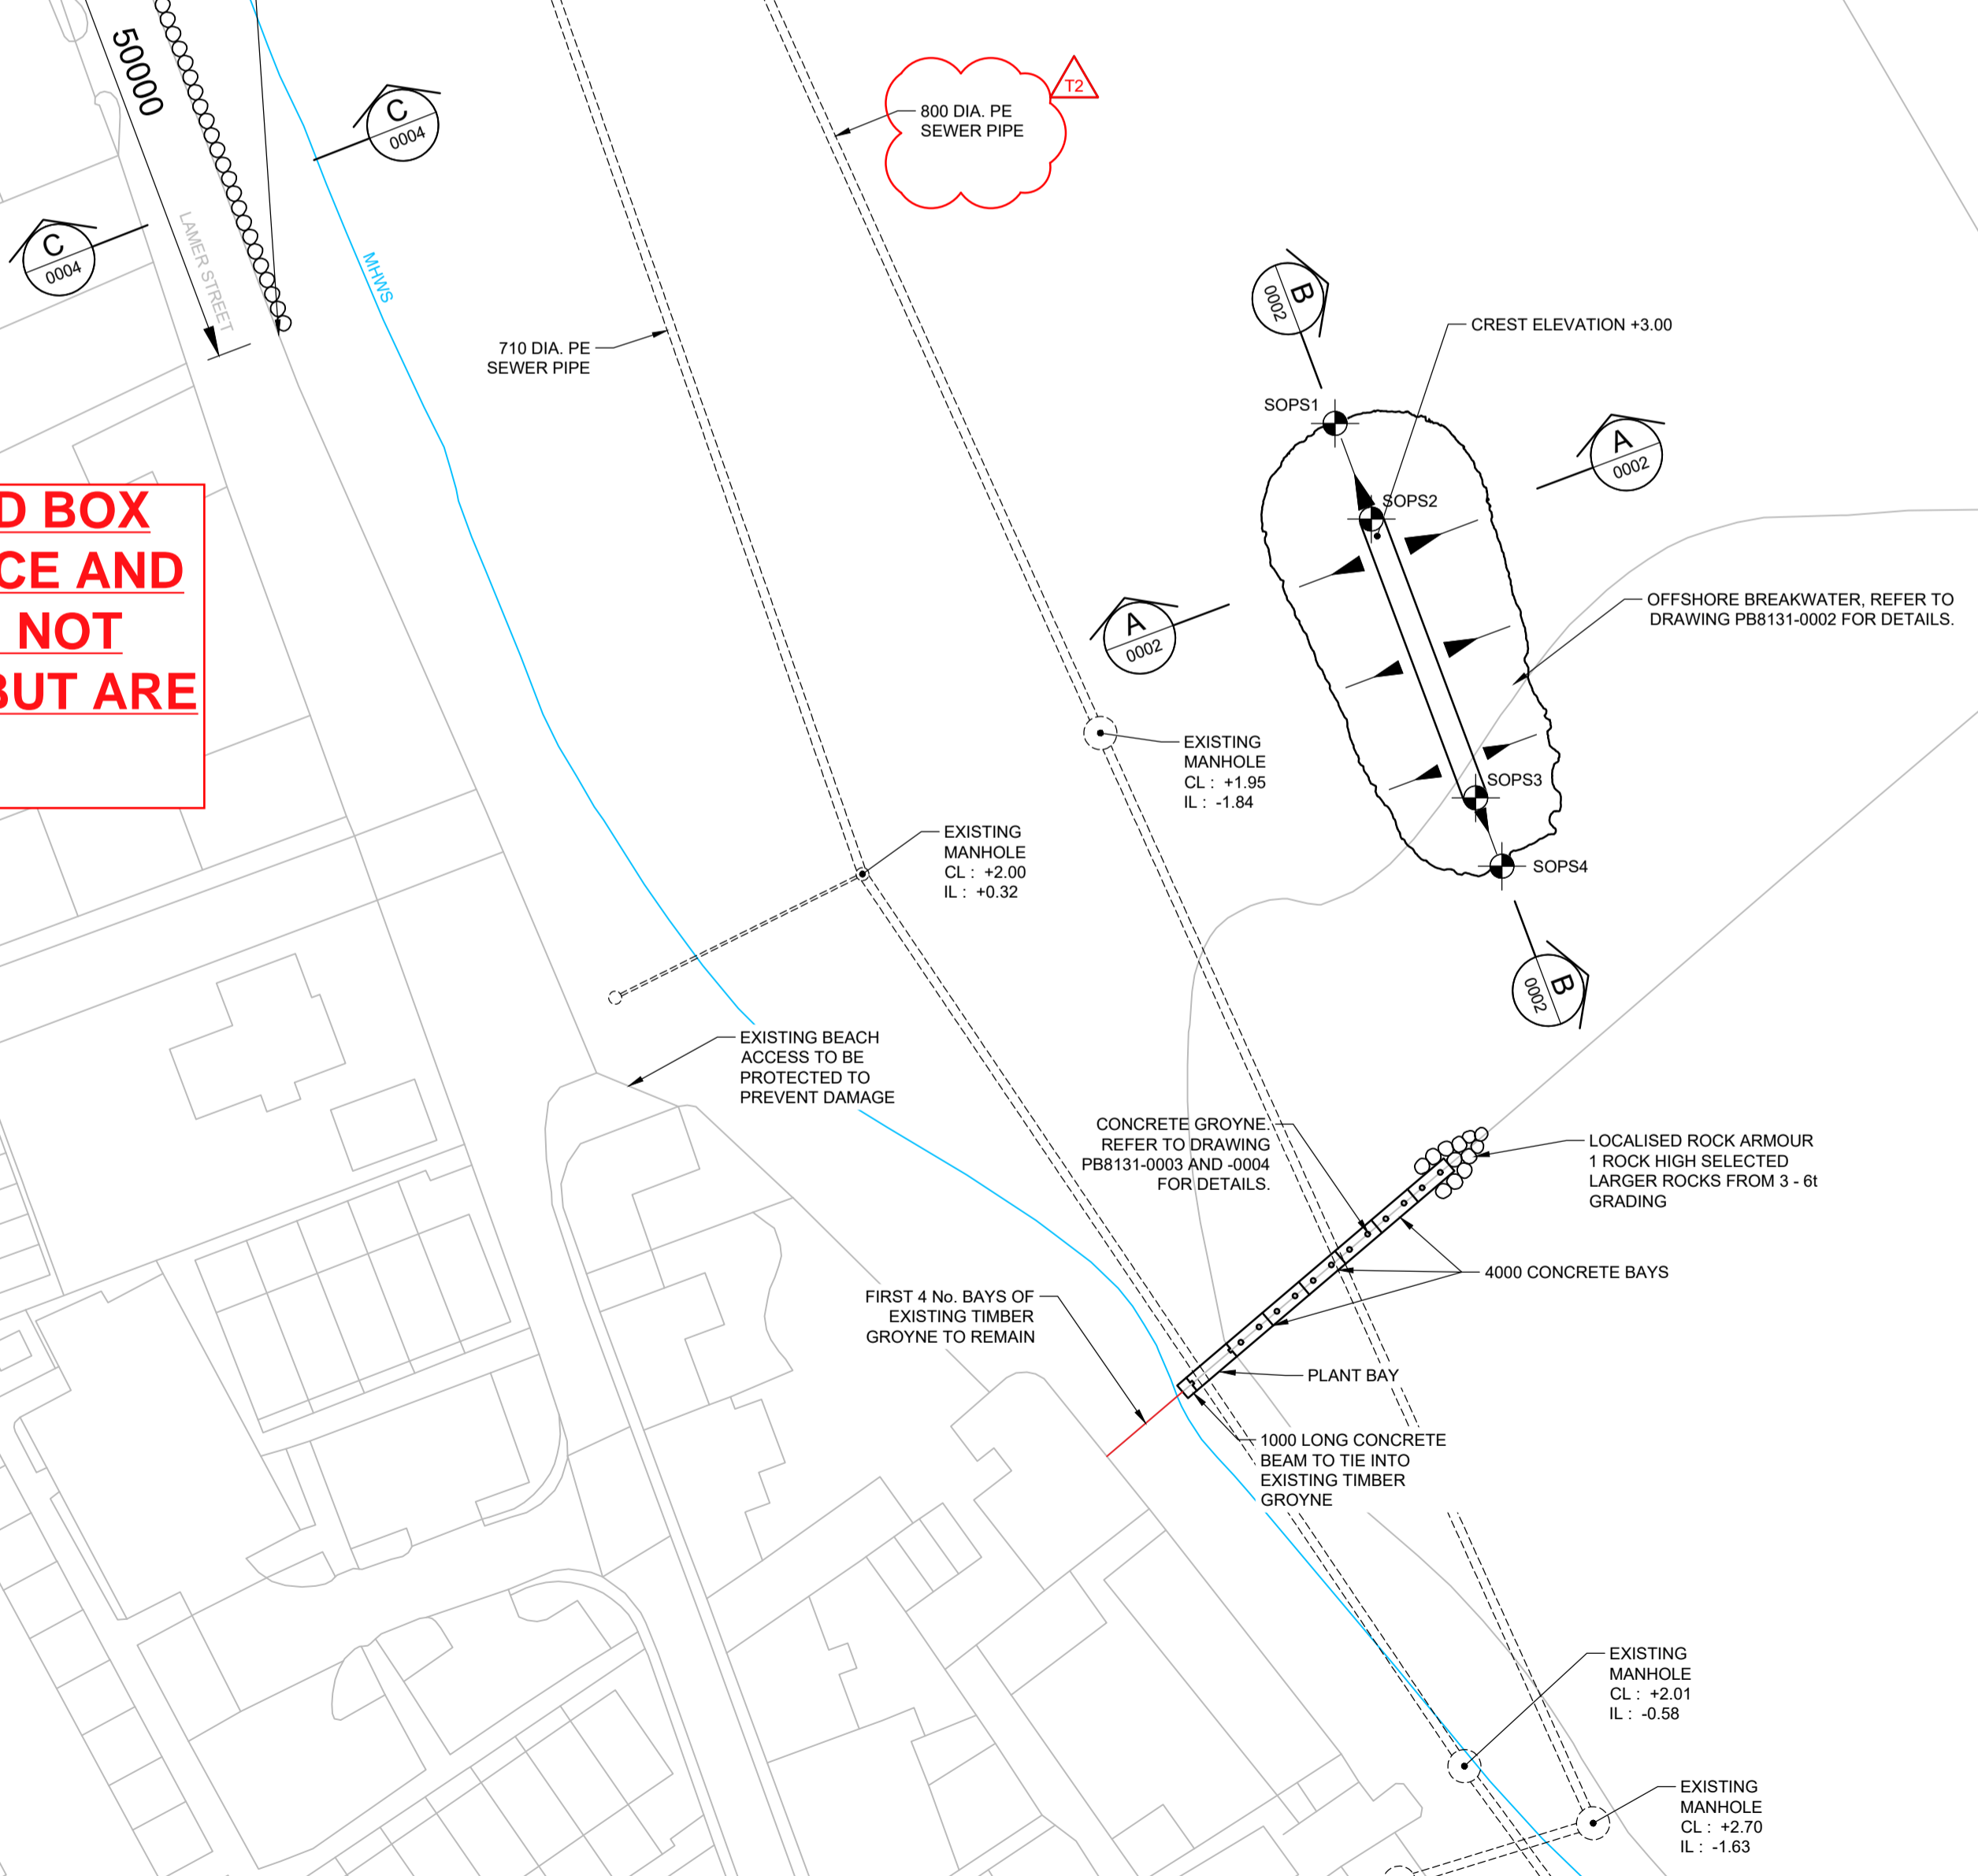 50000
C
0004
C
0004
LAMER STREET
MHWS
800 DIA. PE
SEWER PIPE
T2
710 DIA. PE
SEWER PIPE
B
0002
CREST ELEVATION +3.00
SOPS1
A
0002
SOPS2
D BOX
CE AND
NOT
BUT ARE
A
0002
OFFSHORE BREAKWATER, REFER TO
DRAWING PB8131-0002 FOR DETAILS.
EXISTING
MANHOLE
CL : +1.95
IL : -1.84
SOPS3
EXISTING
MANHOLE
CL : +2.00
IL : +0.32
SOPS4
B
0002
EXISTING BEACH
ACCESS TO BE
PROTECTED TO
PREVENT DAMAGE
CONCRETE GROYNE.
REFER TO DRAWING
PB8131-0003 AND -0004
FOR DETAILS.
LOCALISED ROCK ARMOUR
1 ROCK HIGH SELECTED
LARGER ROCKS FROM 3 - 6t
GRADING
4000 CONCRETE BAYS
FIRST 4 No. BAYS OF
EXISTING TIMBER
GROYNE TO REMAIN
PLANT BAY
1000 LONG CONCRETE
BEAM TO TIE INTO
EXISTING TIMBER
GROYNE
EXISTING
MANHOLE
CL : +2.01
IL : -0.58
EXISTING
MANHOLE
CL : +2.70
IL : -1.63